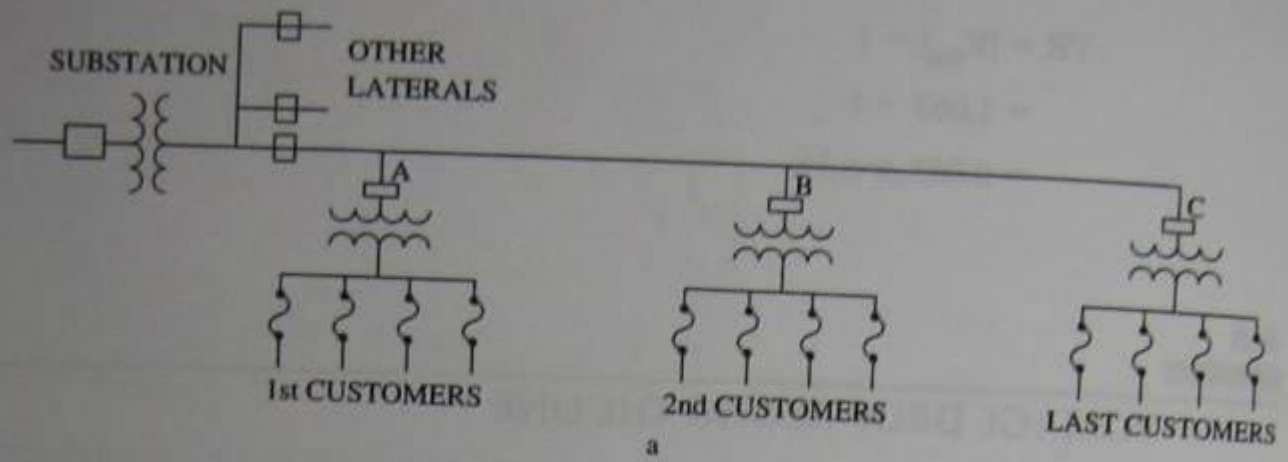 SUBSTATION
OTHER
LATERALS
A
B
C
1st CUSTOMERS
2nd CUSTOMERS
LAST CUSTOMERS
a